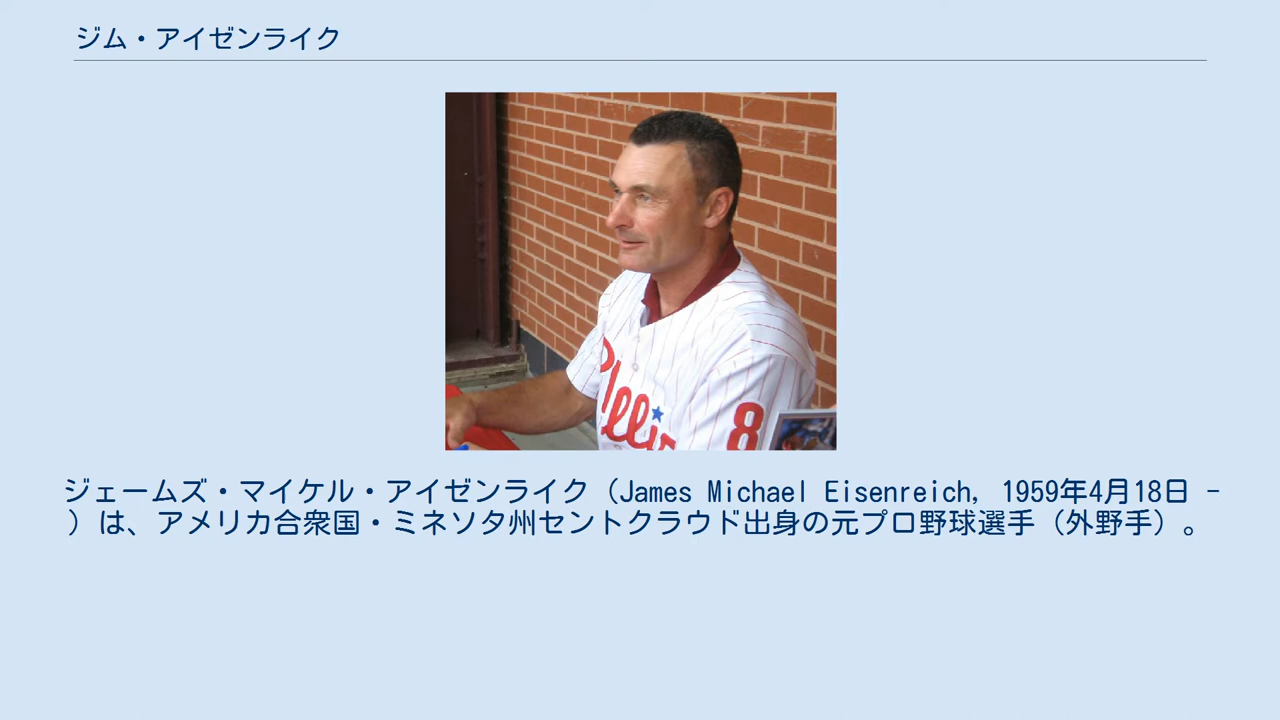 ジム・アイゼンライク
Phillies
8
ジェームズ・マイケル・アイゼンライク（James Michael Eisenreich, 1959年4月18日 -
）は、アメリカ合衆国・ミネソタ州セントクラウド出身の元プロ野球選手（外野手）。